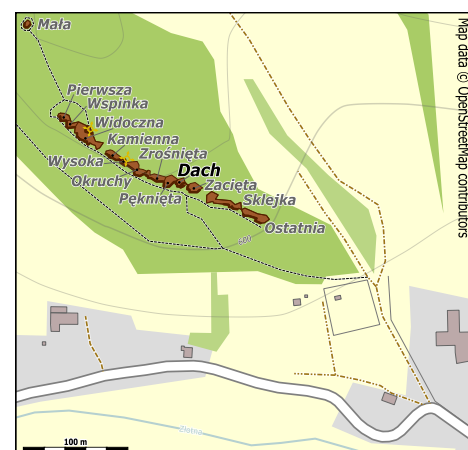 Mała
Pierwsza
Wspinka
Widoczna
Kamienna
Wysoka
Zrośnięta
Dach
Okruchy
Zacięta
Pęknięta
Sklejka
Ostatnia
600
Złotna
100 m
Map data © OpenStreetMap contributors